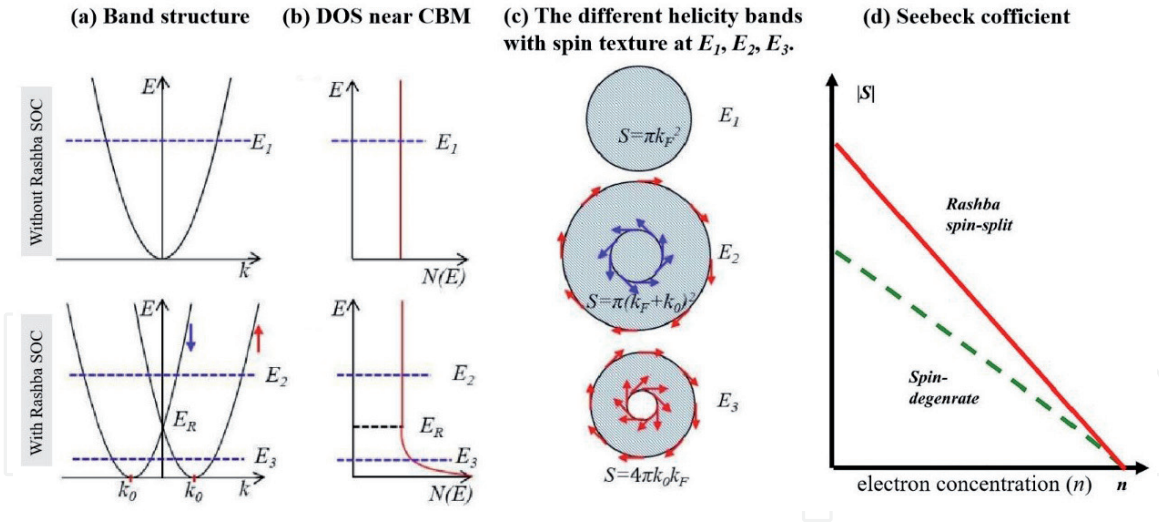 (a) Band structure
(b) DOS near CBM
(c) The different helicity bands
with spin texture at E1, E2, E3.
(d) Seebeck cofficient
Without Rashba SOC
E
E1
k
E
E1
N(E)
With Rashba SOC
E
E2
ER
E3
k0
k0
k
E
E2
ER
E3
N(E)
S=πkF²
E1
S=π(kF+k0)²
E2
E3
S=4πk0kF
|S|
Rashba
spin-split
Spin-
degenrate
electron concentration (n)
n